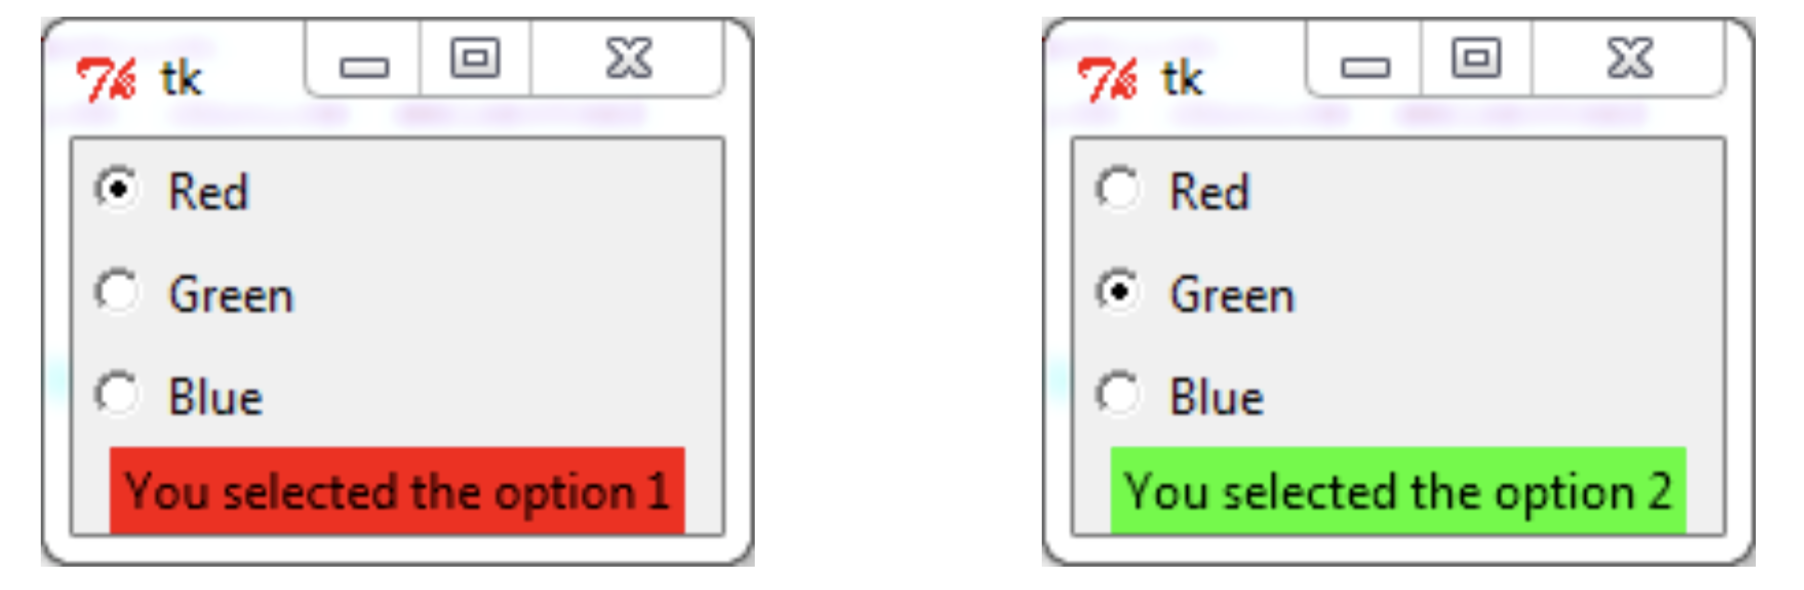 tk
Red
Green
Blue
You selected the option 1
tk
Red
Green
Blue
You selected the option 2